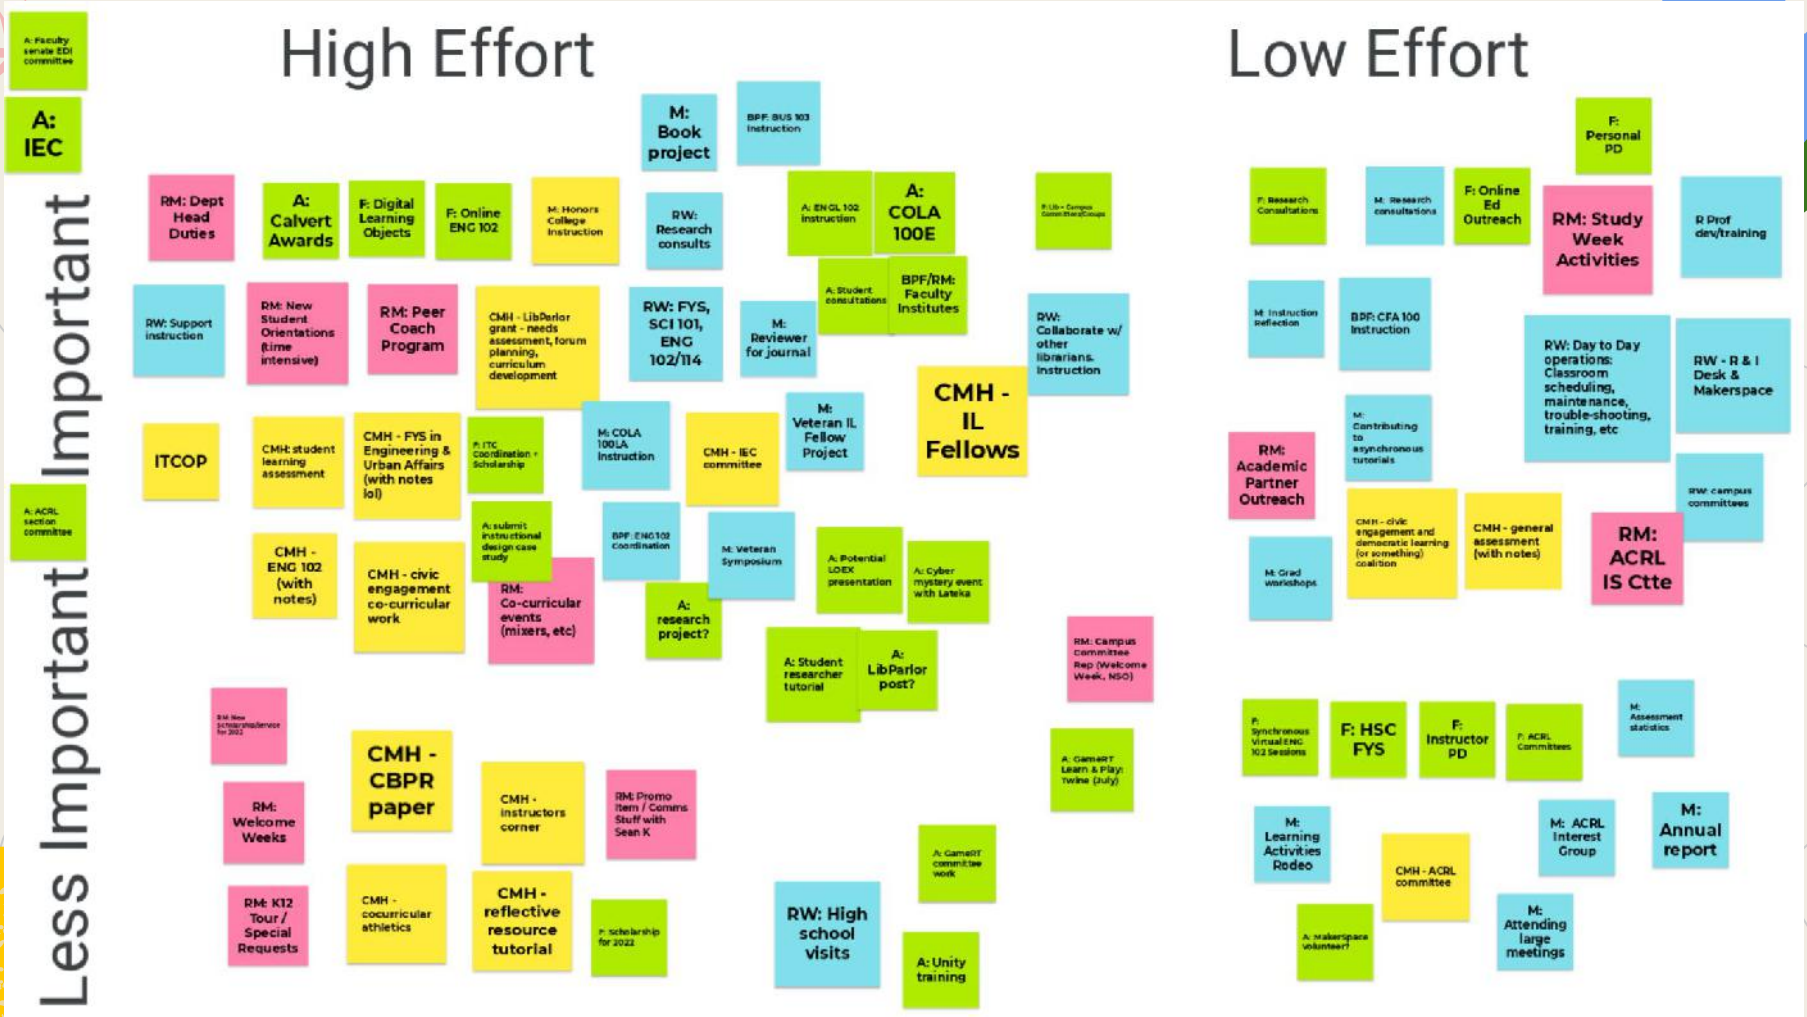 A: Faculty
senate EDI
committee
High Effort
Low Effort
A:
IEC
Important
A: ACRL
section
committee
Less Important
M:
Book
project
BPF: BUS 103
Instruction
RM: Dept
Head
Duties
A:
Calvert
Awards
F: Digital
Learning
Objects
F: Online
ENG 102
M: Honors
College
Instruction
RW:
Research
consults
A: ENGL 102
instruction
A:
COLA
100E
F: Lib + Campus
Committees/Groups
RW: Support
instruction
RM: New
Student
Orientations
(time
intensive)
RM: Peer
Coach
Program
CMH - LibParlor
grant - needs
assessment, forum
planning,
curriculum
development
RW: FYS,
SCI 101,
ENG
102/114
M:
Reviewer
for journal
A: Student
consultations
BPF/RM:
Faculty
Institutes
RW:
Collaborate w/
other
librarians.
Instruction
CMH -
IL
Fellows
ITCOP
CMH: student
learning
assessment
CMH - FYS in
Engineering &
Urban Affairs
(with notes
lol)
F: ITC
Coordination +
Scholarship
M: COLA
100LA
Instruction
CMH - IEC
committee
M:
Veteran IL
Fellow
Project
CMH -
ENG 102
(with
notes)
CMH - civic
engagement
co-curricular
work
A: submit
instructional
design case
study
RM:
Co-curricular
events
(mixers, etc)
BPF: ENG 102
Coordination
M: Veteran
Symposium
A:
research
project?
A: Potential
LOEX
presentation
A: Cyber
mystery event
with Lateka
A: Student
researcher
tutorial
A:
LibParlor
post?
RM: Campus
Committee
Rep (Welcome
Week, NSO)
RM: New
scholarship/service
for 2022
CMH -
CBPR
paper
CMH -
instructors
corner
RM: Promo
Item / Comms
Stuff with
Sean K
A: GameRT
Learn & Play:
Twine (July)
RM:
Welcome
Weeks
A: GameRT
committee
work
RM: K12
Tour /
Special
Requests
CMH -
cocurricular
athletics
CMH -
reflective
resource
tutorial
F: Scholarship
for 2022
RW: High
school
visits
A: Unity
training
F:
Personal
PD
F: Research
Consultations
M: Research
consultations
F: Online
Ed
Outreach
RM: Study
Week
Activities
R Prof
dev/training
M: Instruction
Reflection
BPF: CFA 100
Instruction
RW: Day to Day
operations:
Classroom
scheduling,
maintenance,
trouble-shooting,
training, etc
RW - R & I
Desk &
Makerspace
M:
Contributing
to
asynchronous
tutorials
RM:
Academic
Partner
Outreach
CMH - civic
engagement and
democratic learning
(or something)
coalition
CMH - general
assessment
(with notes)
RW: campus
committees
RM:
ACRL
IS Ctte
M: Grad
workshops
F:
Synchronous
Virtual ENG
102 Sessions
F: HSC
FYS
F:
Instructor
PD
F: ACRL
Committees
M:
Assessment
statistics
M:
Learning
Activities
Rodeo
CMH - ACRL
committee
M: ACRL
Interest
Group
M:
Annual
report
A: MakerSpace
volunteer?
M:
Attending
large
meetings